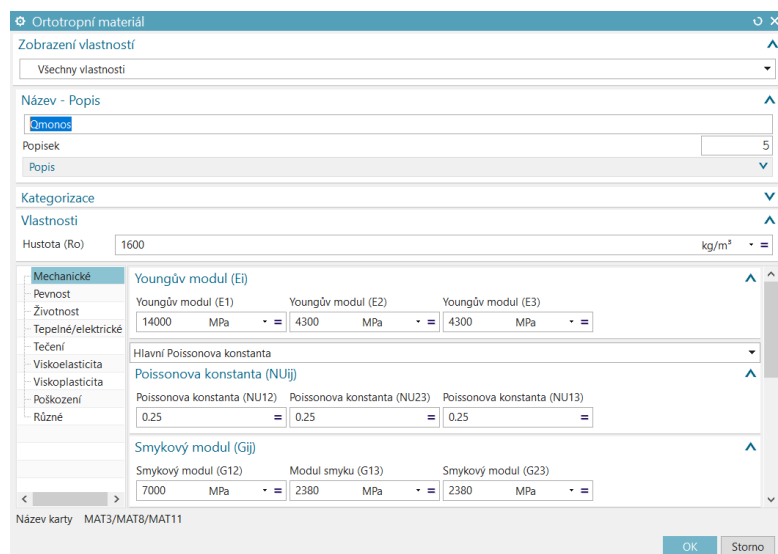 Ortotropní materiál
Zobrazení vlastností
Všechny vlastnosti
Název - Popis
Qmonos
Popisek 5
Popis
Kategorizace
Vlastnosti
Hustota (Ro) 1600 kg/m³ =
Mechanické
Pevnost
Životnost
Tepelné/elektrické
Tečení
Viskoelasticita
Viskoplasticita
Poškození
Různé
Youngův modul (Ei)
Youngův modul (E1) Youngův modul (E2) Youngův modul (E3)
14000 MPa = 4300 MPa = 4300 MPa =
Hlavní Poissonova konstanta
Poissonova konstanta (NUij)
Poissonova konstanta (NU12) Poissonova konstanta (NU23) Poissonova konstanta (NU13)
0.25 = 0.25 = 0.25 =
Smykový modul (Gij)
Smykový modul (G12) Modul smyku (G13) Smykový modul (G23)
7000 MPa = 2380 MPa = 2380 MPa =
Název karty MAT3/MAT8/MAT11
OK Storno